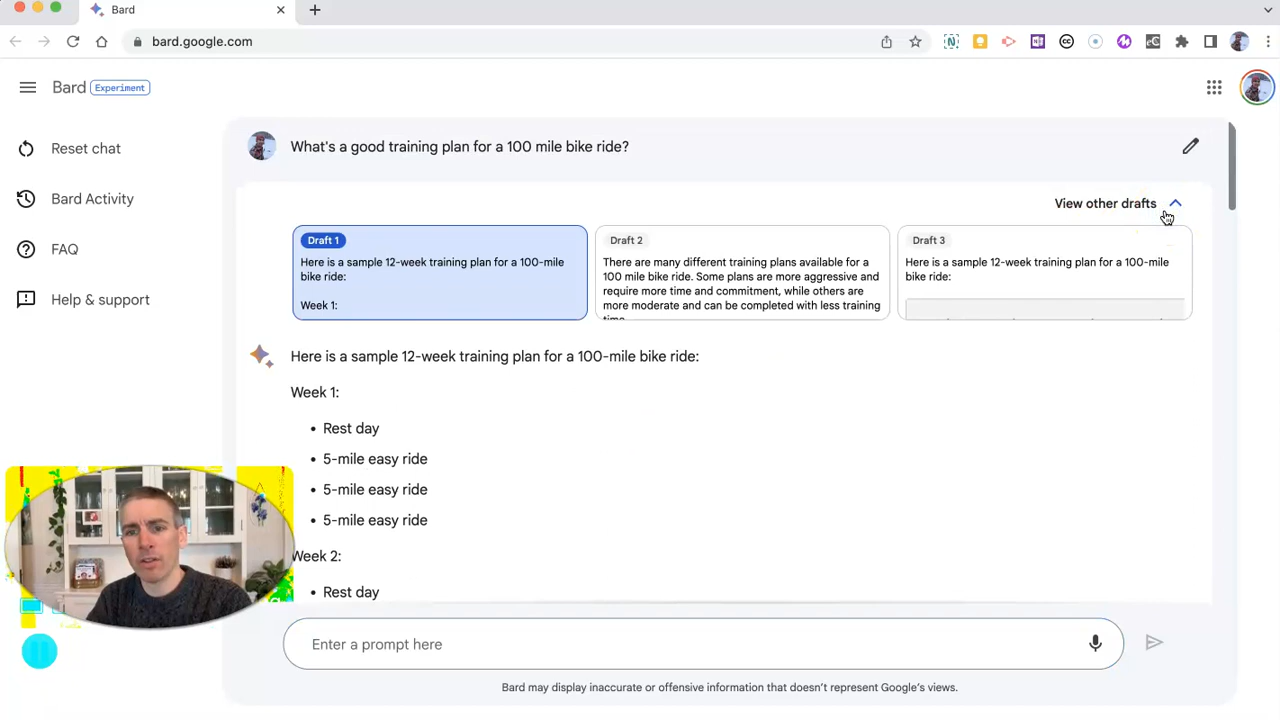 Bard
bard.google.com
Bard Experiment
Reset chat
Bard Activity
FAQ
Help & support
What's a good training plan for a 100 mile bike ride?
View other drafts
Draft 1
Here is a sample 12-week training plan for a 100-mile
bike ride:
Week 1:
Draft 2
There are many different training plans available for a
100 mile bike ride. Some plans are more aggressive and
require more time and commitment, while others are
more moderate and can be completed with less training
time.
Draft 3
Here is a sample 12-week training plan for a 100-mile
bike ride:
Here is a sample 12-week training plan for a 100-mile bike ride:
Week 1:
• Rest day
• 5-mile easy ride
• 5-mile easy ride
• 5-mile easy ride
Week 2:
• Rest day
Enter a prompt here
Bard may display inaccurate or offensive information that doesn't represent Google's views.